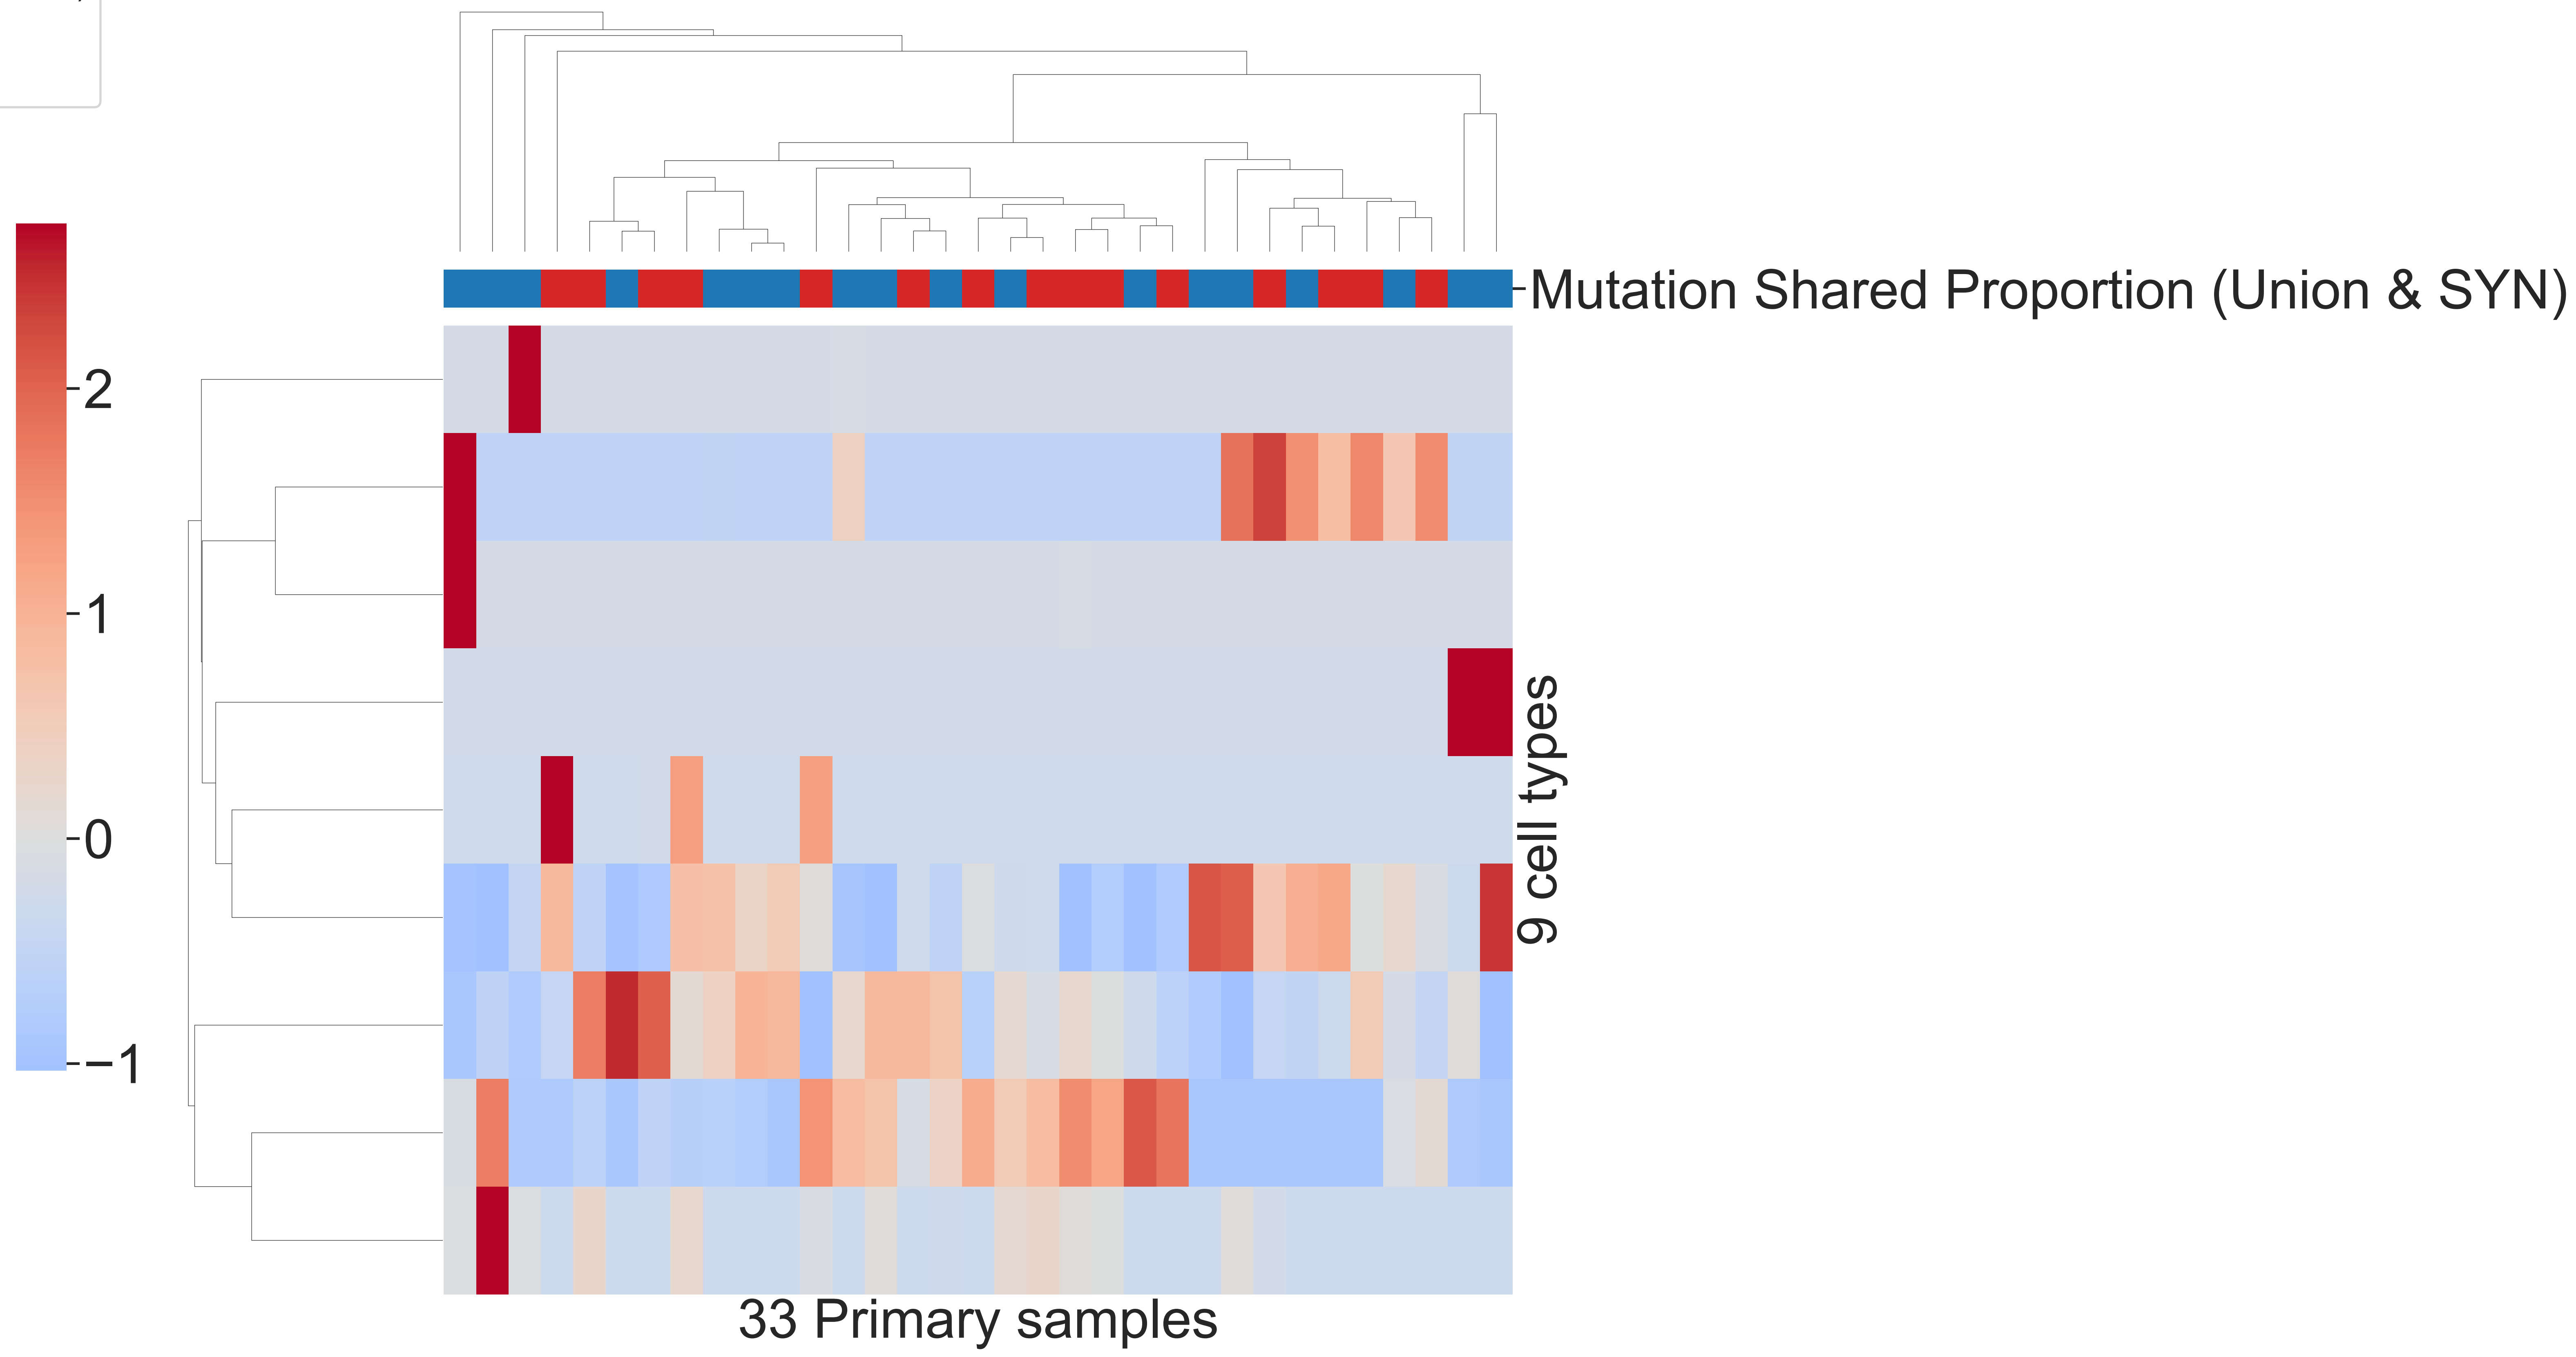 Mutation Shared Proportion (Union & SYN)
2
1
0
−1
9 cell types
33 Primary samples